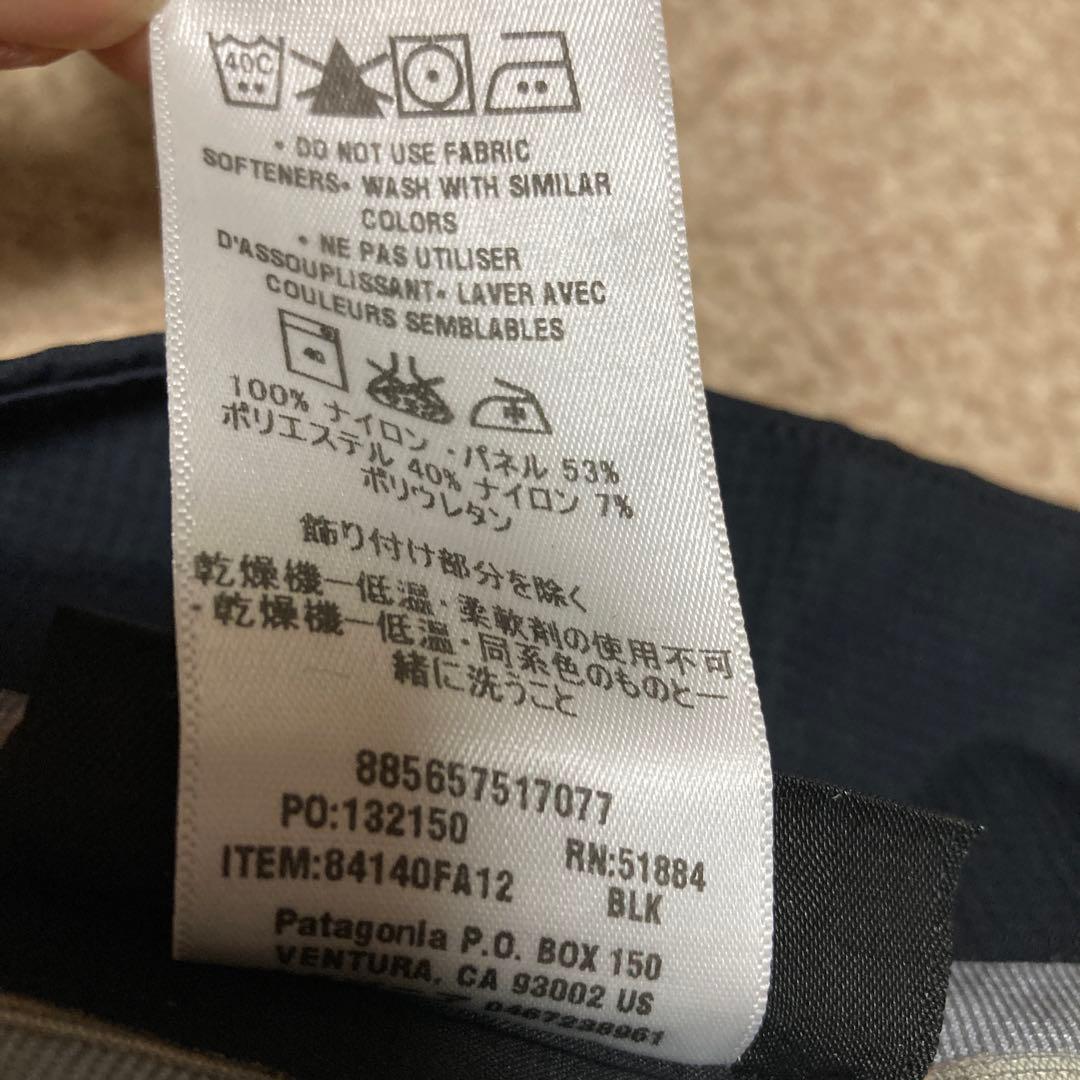 40C
• DO NOT USE FABRIC
SOFTENERS• WASH WITH SIMILAR
COLORS
• NE PAS UTILISER
D'ASSOUPLISSANT• LAVER AVEC
COULEURS SEMBLABLES
40
100% ナイロン ・パネル 53%
ポリエステル 40% ナイロン 7%
ポリウレタン
飾り付け部分を除く
乾燥機一低温・柔軟剤の使用不可
・乾燥機一低温・同系色のものと一
緒に洗うこと
885657517077
PO:132150
RN:51884
ITEM:84140FA12
BLK
Patagonia P.O. BOX 150
VENTURA, CA 93002 US
0467238961